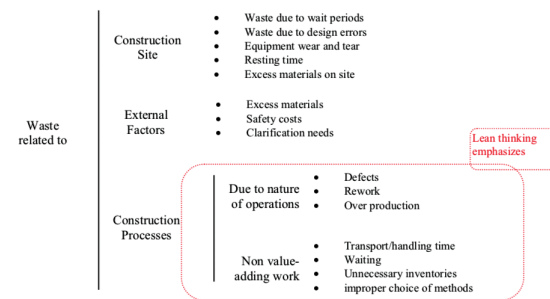 Waste related to
Construction Site
• Waste due to wait periods
• Waste due to design errors
• Equipment wear and tear
• Resting time
• Excess materials on site
External Factors
• Excess materials
• Safety costs
• Clarification needs
Lean thinking
emphasizes
Construction Processes
Due to nature
of operations
• Defects
• Rework
• Over production
Non value-
adding work
• Transport/handling time
• Waiting
• Unnecessary inventories
• improper choice of methods